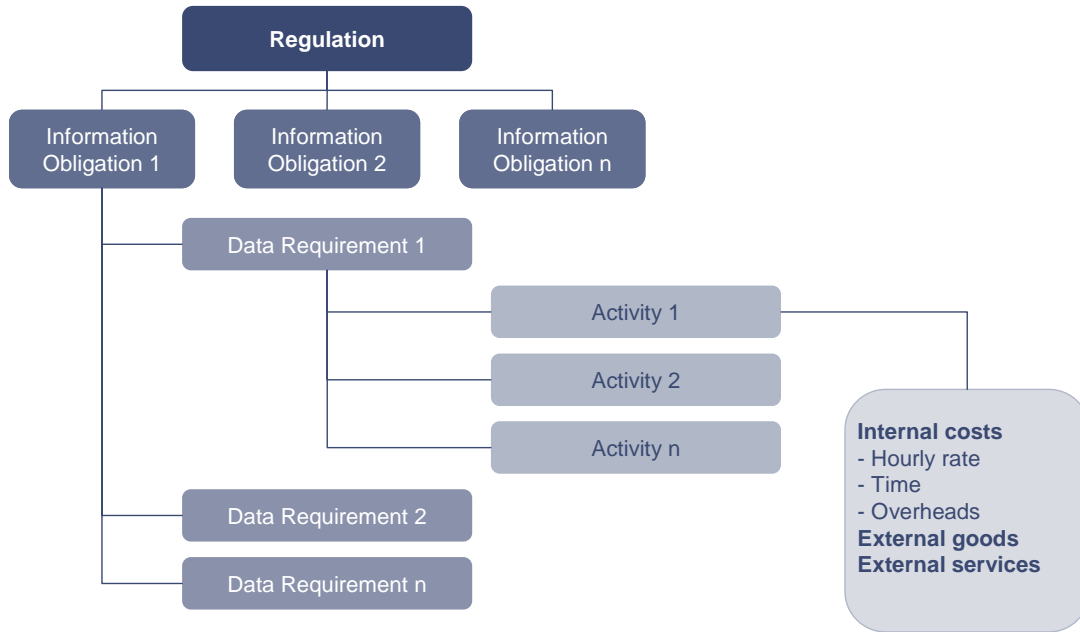 Regulation
Information
Obligation 1
Information
Obligation 2
Information
Obligation n
Data Requirement 1
Activity 1
Activity 2
Activity n
Internal costs
- Hourly rate
- Time
- Overheads
External goods
External services
Data Requirement 2
Data Requirement n